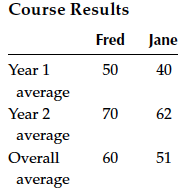 Course Results
Fred Jane
Year 1 50 40
average
Year 2 70 62
average
Overall 60 51
average